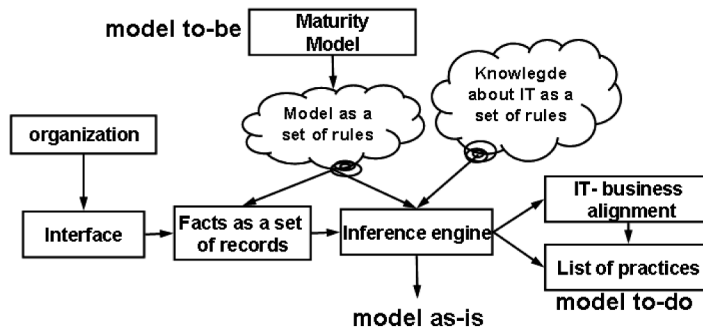 model to-be
Maturity
Model
Knowlegde
about IT as a
set of rules
Model as a
set of rules
organization
IT- business
alignment
Interface
Facts as a set
of records
Inference engine
List of practices
model to-do
model as-is